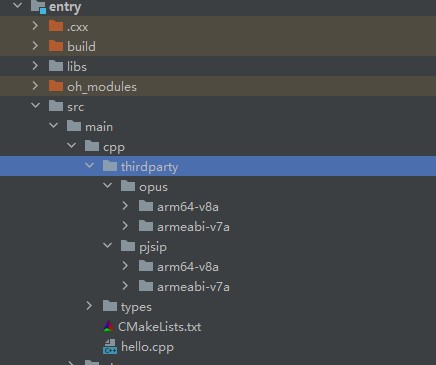 entry
.cxx
build
libs
oh_modules
src
main
cpp
thirdparty
opus
arm64-v8a
armeabi-v7a
pjsip
arm64-v8a
armeabi-v7a
types
CMakeLists.txt
hello.cpp